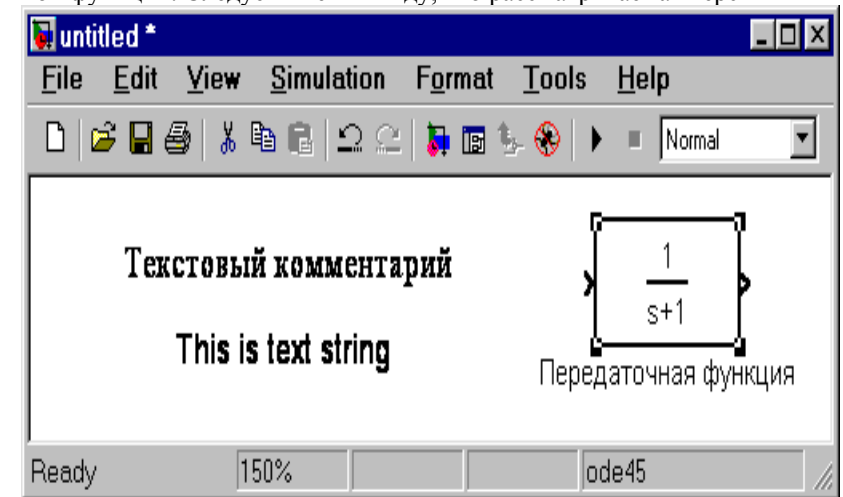 untitled *
File Edit View Simulation Format Tools Help
Normal
Текстовый комментарий
1
s+1
This is text string
Передаточная функция
Ready 150% ode45